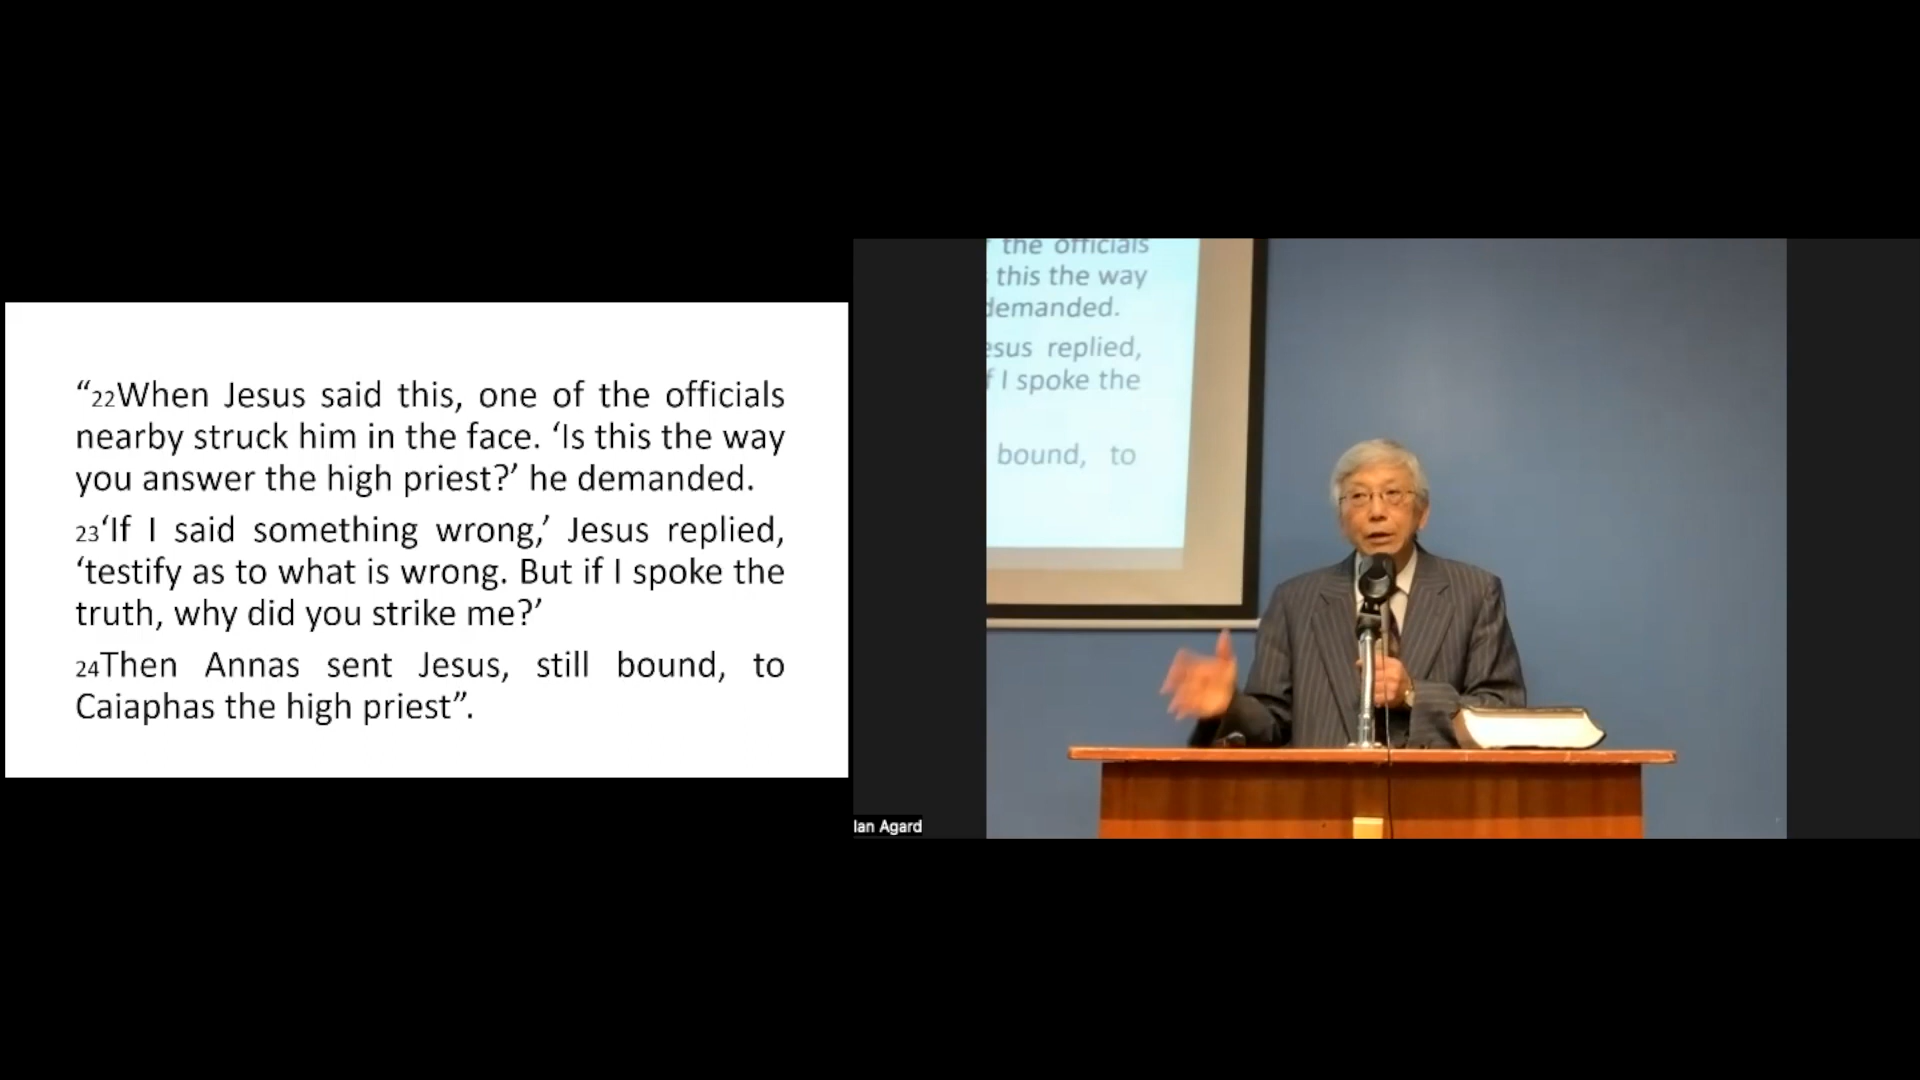 “22When Jesus said this, one of the officials
nearby struck him in the face. ‘Is this the way
you answer the high priest?’ he demanded.
23‘If I said something wrong,’ Jesus replied,
‘testify as to what is wrong. But if I spoke the
truth, why did you strike me?’
24Then Annas sent Jesus, still bound, to
Caiaphas the high priest”.
the officials
this the way
demanded.
esus replied,
f I spoke the
bound, to
Ian Agard